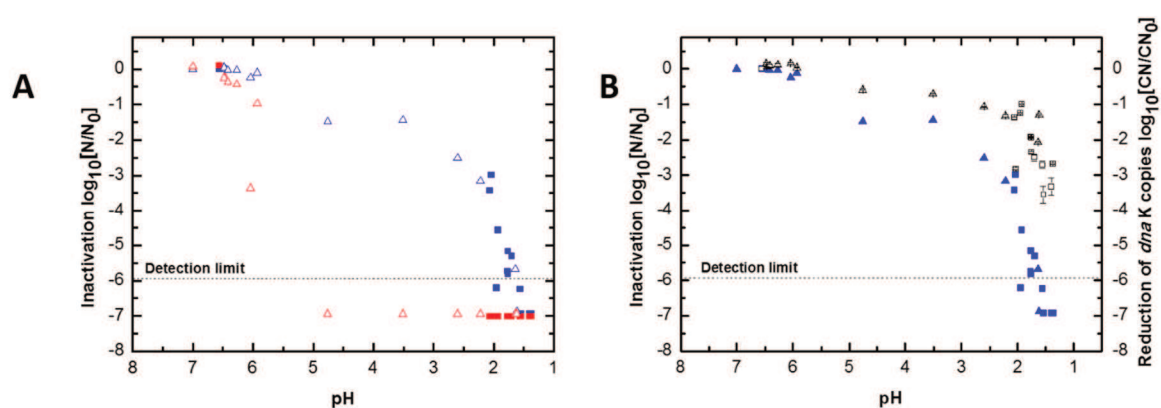 A
Inactivation log10[N/N0]
0
-1
-2
-3
-4
-5
-6
-7
-8
Detection limit
8 7 6 5 4 3 2 1
pH
B
Inactivation log10[N/N0]
0
-1
-2
-3
-4
-5
-6
-7
-8
Detection limit
8 7 6 5 4 3 2 1
pH
0
-1
-2
-3
-4
-5
-6
-7
-8
Reduction of dna K copies log10[CN/CN0]